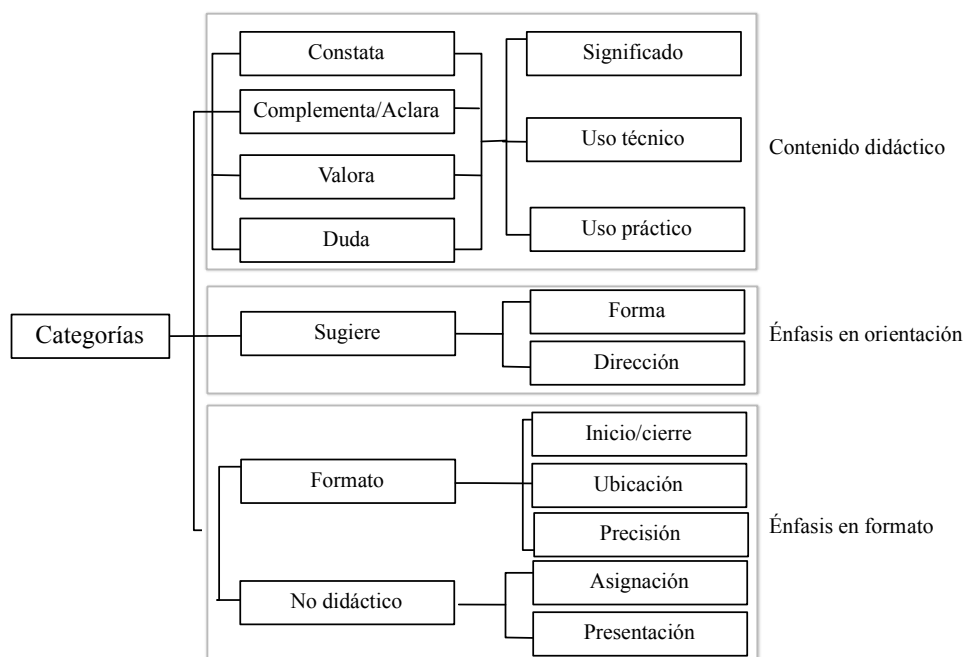 Categorías
Constata
Complementa/Aclara
Valora
Duda
Significado
Uso técnico
Uso práctico
Contenido didáctico
Sugiere
Forma
Dirección
Énfasis en orientación
Formato
No didáctico
Inicio/cierre
Ubicación
Precisión
Asignación
Presentación
Énfasis en formato